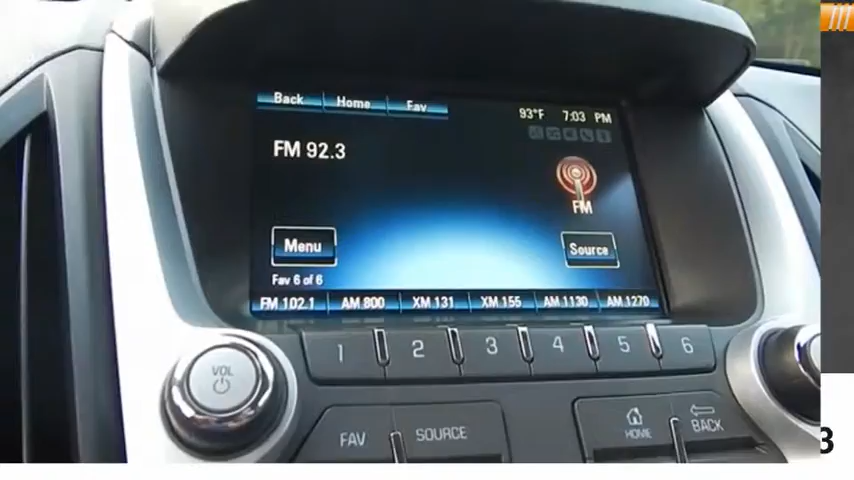 Back Home Fav
93°F 7:03 PM
FM 92.3
FM
Menu
Source
Fav 6 of 6
FM 102.1 AM 800 XM 131 XM 155 AM 1130 AM 1270
1 2 3 4 5 6
VOL
FAV SOURCE
HOME BACK
3